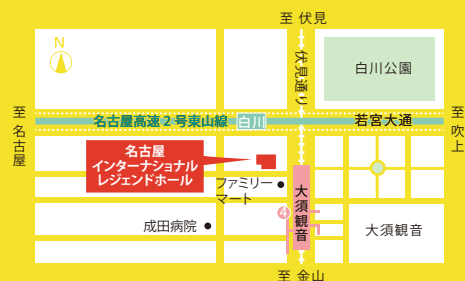 至 伏見
N
伏見通り
白川公園
至 名古屋
名古屋高速2号東山線 白川
若宮大通
至 吹上
名古屋
インターナショナル
レジェンドホール
ファミリー
マート
大須観音
4
成田病院
大須観音
至 金山